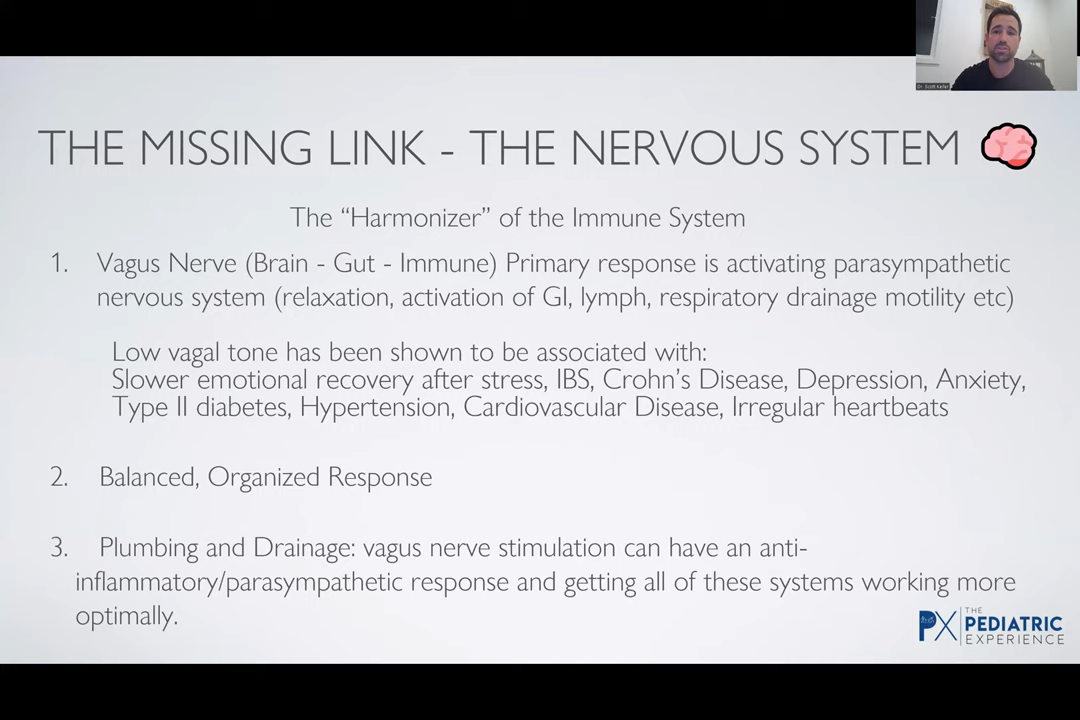 Dr. Scott Keller
THE MISSING LINK - THE NERVOUS SYSTEM
The “Harmonizer” of the Immune System
1. Vagus Nerve (Brain - Gut - Immune) Primary response is activating parasympathetic
nervous system (relaxation, activation of GI, lymph, respiratory drainage motility etc)
Low vagal tone has been shown to be associated with:
Slower emotional recovery after stress, IBS, Crohn’s Disease, Depression, Anxiety,
Type II diabetes, Hypertension, Cardiovascular Disease, Irregular heartbeats
2. Balanced, Organized Response
3. Plumbing and Drainage: vagus nerve stimulation can have an anti-
inflammatory/parasympathetic response and getting all of these systems working more
optimally.
PX THE
PEDIATRIC
EXPERIENCE